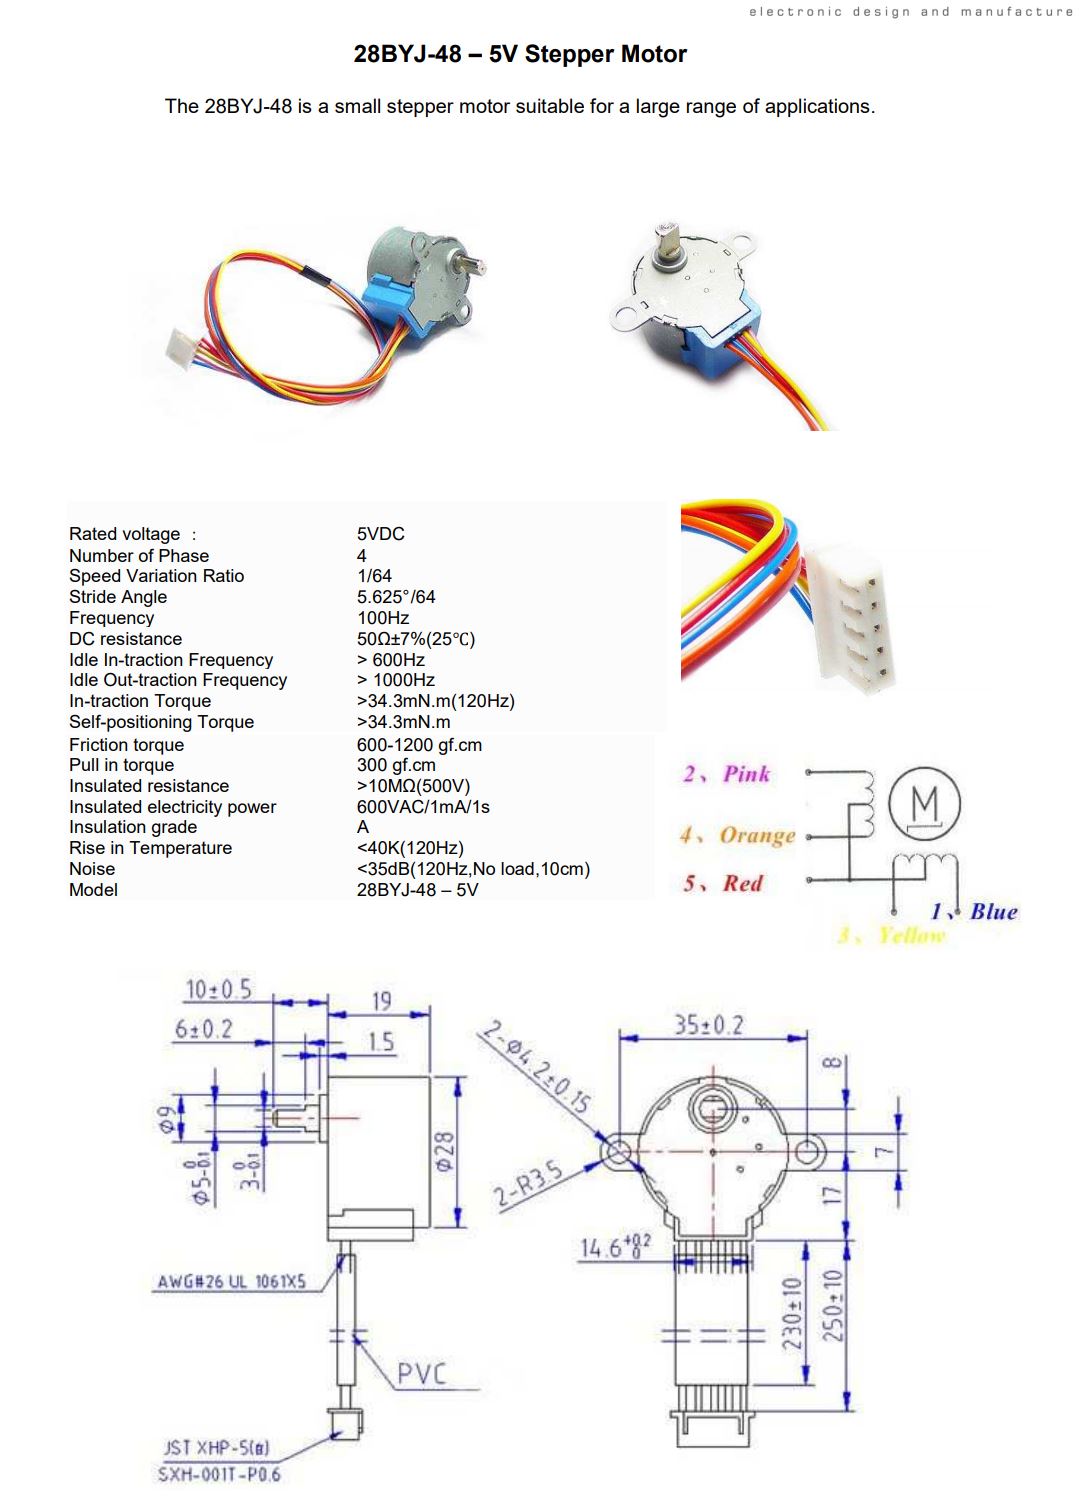 electronic design and manufacture
28BYJ-48 – 5V Stepper Motor
The 28BYJ-48 is a small stepper motor suitable for a large range of applications.
Rated voltage : 5VDC
Number of Phase 4
Speed Variation Ratio 1/64
Stride Angle 5.625°/64
Frequency 100Hz
DC resistance 50Ω±7%(25℃)
Idle In-traction Frequency > 600Hz
Idle Out-traction Frequency > 1000Hz
In-traction Torque >34.3mN.m(120Hz)
Self-positioning Torque >34.3mN.m
Friction torque 600-1200 gf.cm
Pull in torque 300 gf.cm
Insulated resistance >10MΩ(500V)
Insulated electricity power 600VAC/1mA/1s
Insulation grade A
Rise in Temperature <40K(120Hz)
Noise <35dB(120Hz,No load,10cm)
Model 28BYJ-48 – 5V
2、Pink
M
4、Orange
5、Red
1、Blue
3、Yellow
10±0.5
19
6±0.2
1.5
Ø9
Ø5 0 -0.1
3 0 -0.1
Ø28
AWG#26 UL 1061X5
PVC
JST XHP-5(白)
SXH-001T-P0.6
2-Ø4.2±0.15
35±0.2
8
7
2-R3.5
17
14.6 +0.2 0
230±10
250±10